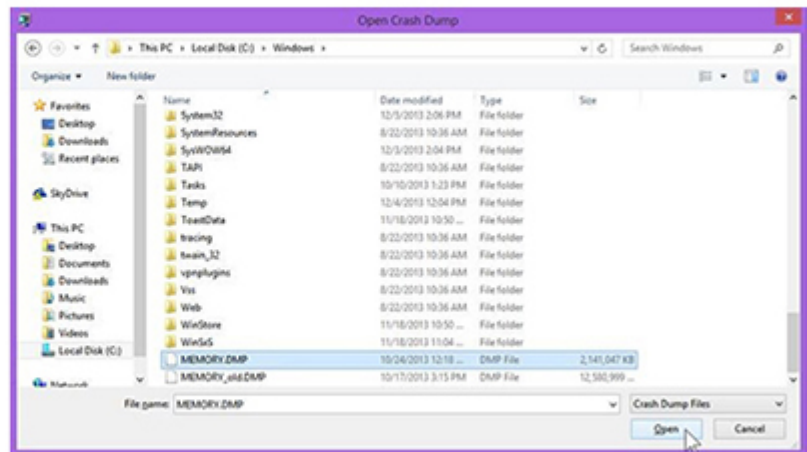 Open Crash Dump
This PC Local Disk (C:) Windows
Search Windows
Organize New folder
Name Date modified Type Size
Favorites
Desktop
Downloads
Recent places
SkyDrive
This PC
Desktop
Documents
Downloads
Music
Pictures
Videos
Local Disk (C:)
Network
System32 12/3/2013 2:06 PM File folder
SystemResources 8/22/2013 10:36 AM File folder
SysWOW64 12/3/2013 2:04 PM File folder
TAPI 8/22/2013 10:36 AM File folder
Tasks 10/10/2013 1:23 PM File folder
Temp 12/4/2013 12:04 PM File folder
ToastData 11/18/2013 10:50 ... File folder
tracing 8/22/2013 10:36 AM File folder
twain_32 8/22/2013 10:36 AM File folder
vpnplugins 8/22/2013 10:36 AM File folder
Vss 8/22/2013 10:36 AM File folder
Web 8/22/2013 10:36 AM File folder
WinStore 11/18/2013 10:50 ... File folder
WinSxS 11/18/2013 11:04 ... File folder
MEMORY.DMP 10/24/2013 12:18 ... DMP File 2,141,047 KB
MEMORY_old.DMP 10/17/2013 3:15 PM DMP File 12,580,999 ...
File name: MEMORY.DMP Crash Dump Files
Open Cancel